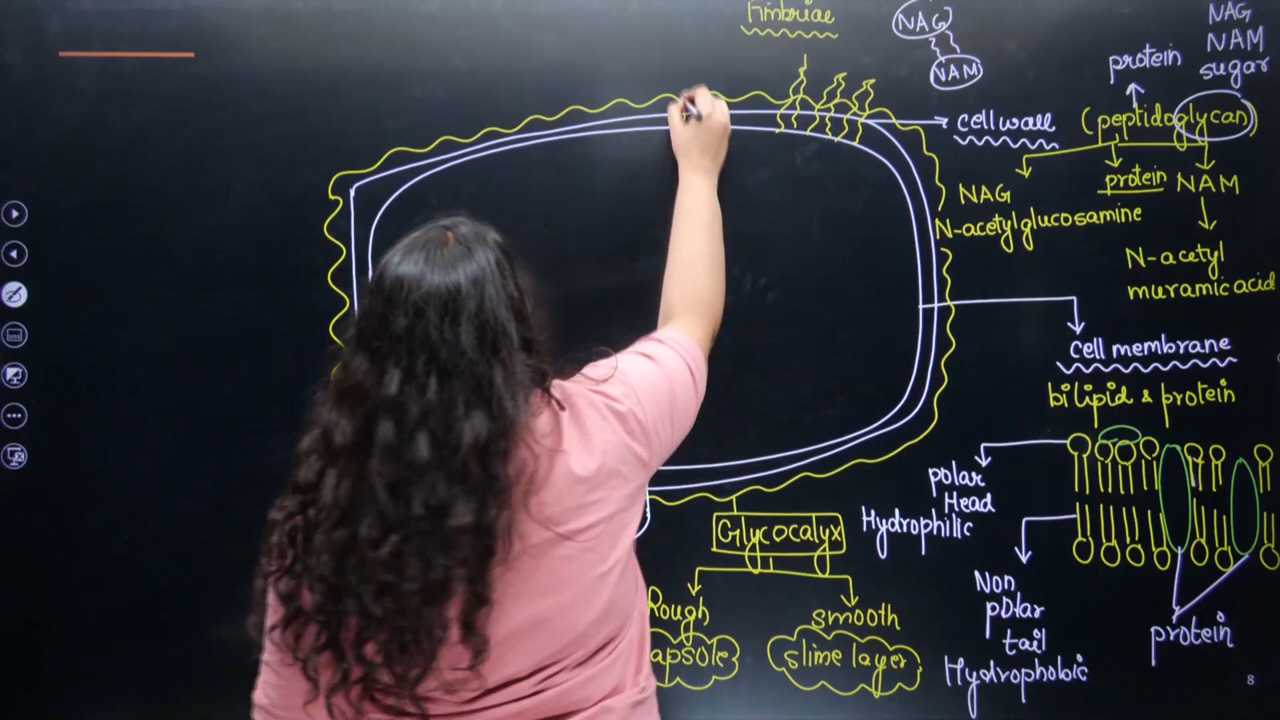 Fimbriae
NAG
NAM
NAG
NAM
sugar
protein
cell wall (peptidoglycan)
NAG
protein NAM
N-acetylglucosamine
N-acetyl
muramic acid
cell membrane
bilipid & protein
polar
Head
Hydrophilic
Glycocalyx
Rough
smooth
apsole
slime layer
Non
polar
tail
Hydrophobic
protein
8